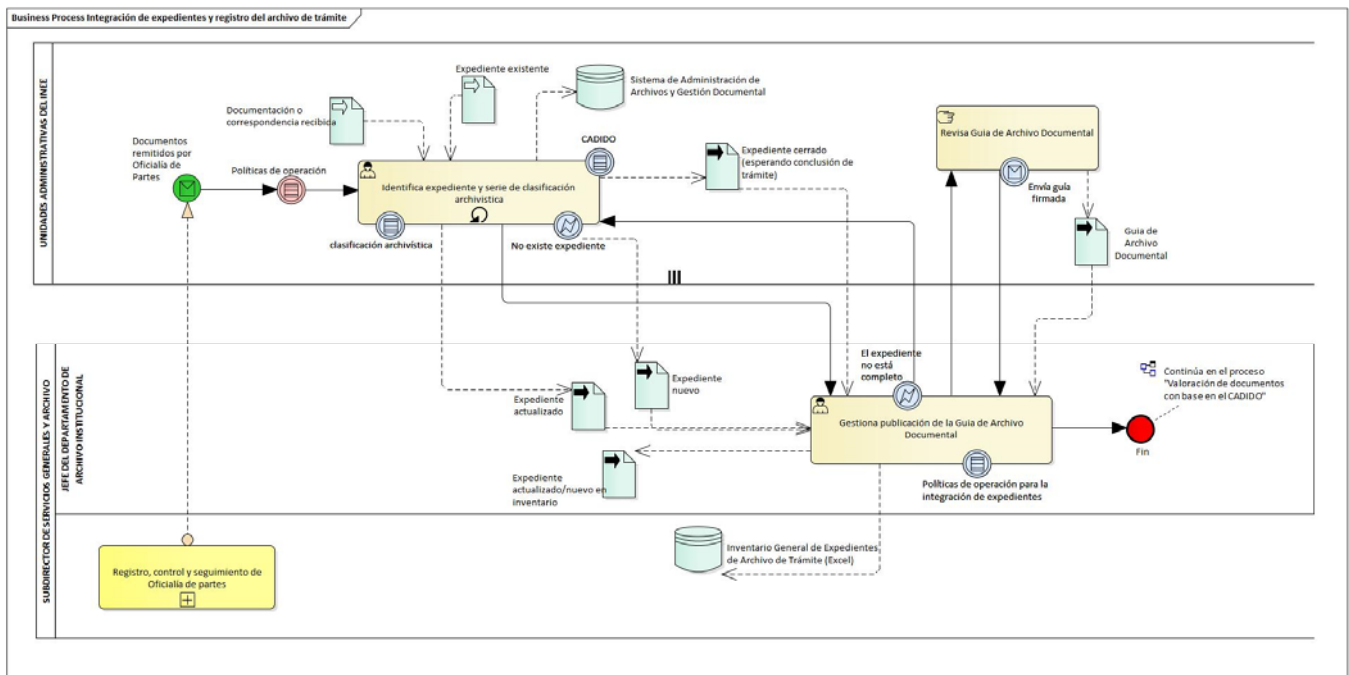 Business Process Integración de expedientes y registro del archivo de trámite
UNIDADES ADMINISTRATIVAS DEL INEE
Documentos
remitidos por
Oficialía de
Partes
Políticas de operación
Documentación o
correspondencia recibida
Expediente existente
Sistema de Administración de
Archivos y Gestión Documental
CADIDO
Identifica expediente y serie de clasificación
archivistica
clasificación archivística
No existe expediente
Expediente cerrado
(esperando conclusión de
trámite)
Revisa Guia de Archivo Documental
Envía guía
firmada
Guia de
Archivo
Documental
SUBDIRECTOR DE SERVICIOS GENERALES Y ARCHIVO
JEFE DEL DEPARTAMENTO DE
ARCHIVO INSTITUCIONAL
Expediente
actualizado
Expediente
nuevo
El expediente
no está
completo
Gestiona publicación de la Guia de Archivo
Documental
Políticas de operación para la
integración de expedientes
Continúa en el proceso
"Valoración de documentos
con base en el CADIDO"
Fin
Expediente
actualizado/nuevo en
inventario
Inventario General de Expedientes
de Archivo de Trámite (Excel)
Registro, control y seguimiento de
Oficialía de partes